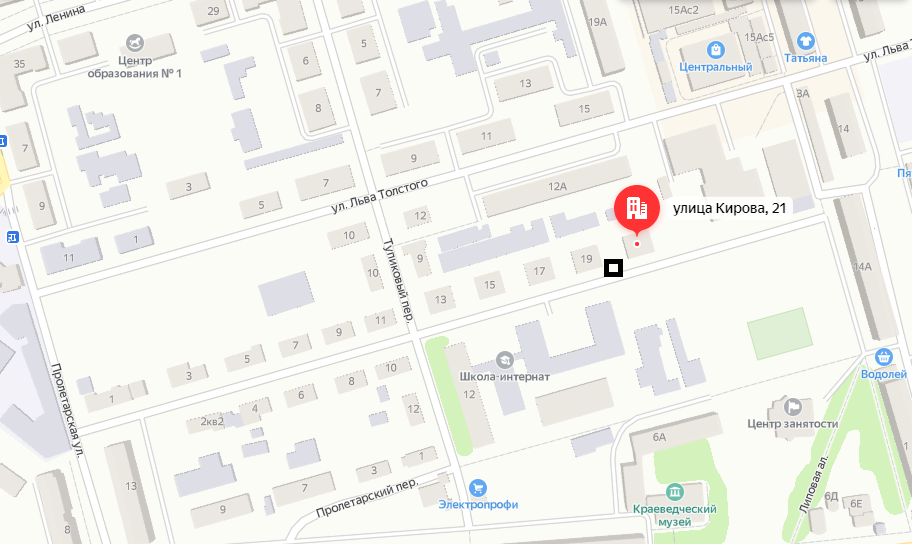 ул. Ленина
29
5
19А
15Ас2
15Ас5
Центральный
Татьяна
ул. Льва То
35
Центр
образования № 1
6
7
8
13
15
3А
14
7
11
9
7
3
5
12А
Пя
9
ул. Льва Толстого
12
улица Кирова, 21
10
1
11
Тупиковый пер.
9
10
19
17
15
13
14А
11
9
7
5
3
1
Школа-интернат
12
Водолей
10
8
6
4
2кв2
12
Пролетарская ул.
Центр занятости
6А
1
3
Пролетарский пер.
7
9
13
8
Электропрофи
Краеведческий
музей
Липовая ал.
6Д
6Е
1